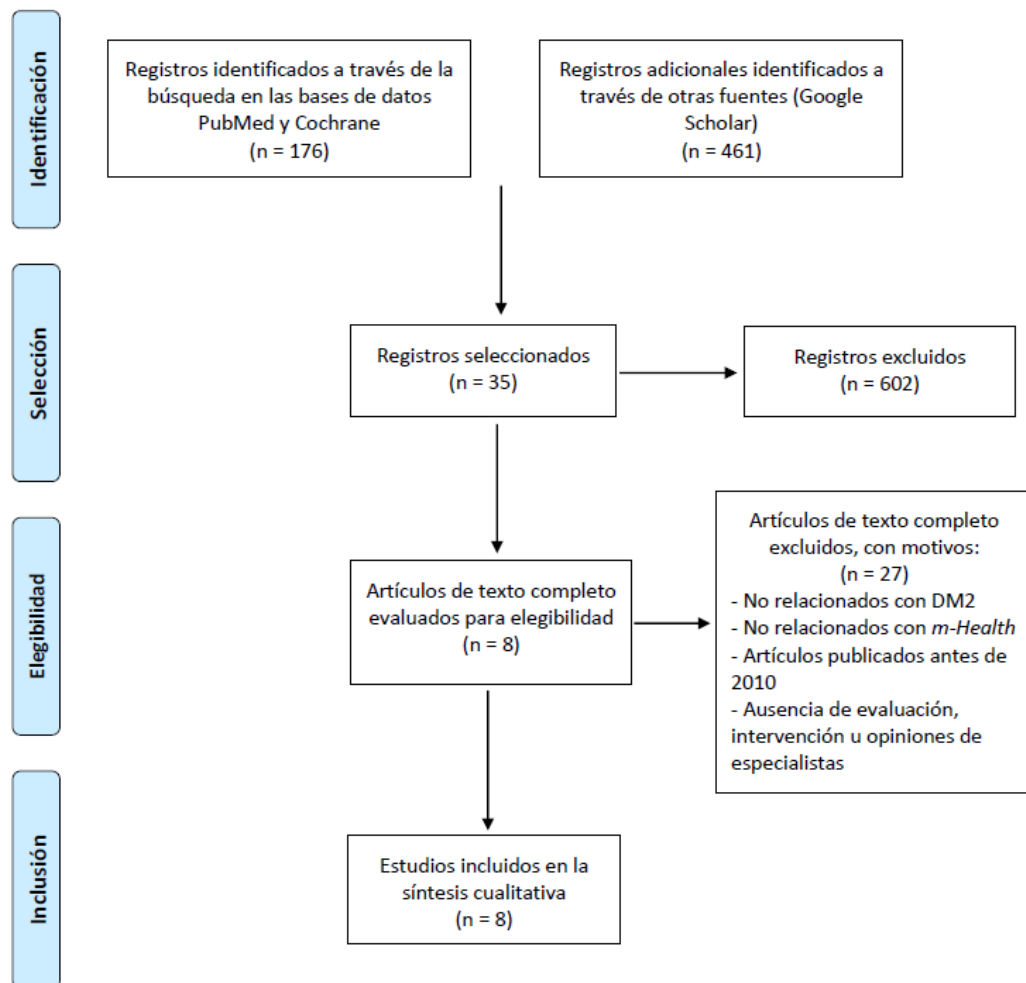 Identificación
Registros identificados a través de la
búsqueda en las bases de datos
PubMed y Cochrane
(n = 176)
Registros adicionales identificados a
través de otras fuentes (Google
Scholar)
(n = 461)
Selección
Registros seleccionados
(n = 35)
Registros excluidos
(n = 602)
Elegibilidad
Artículos de texto completo
evaluados para elegibilidad
(n = 8)
Artículos de texto completo
excluidos, con motivos:
(n = 27)
- No relacionados con DM2
- No relacionados con m-Health
- Artículos publicados antes de
2010
- Ausencia de evaluación,
intervención u opiniones de
especialistas
Inclusión
Estudios incluidos en la
síntesis cualitativa
(n = 8)